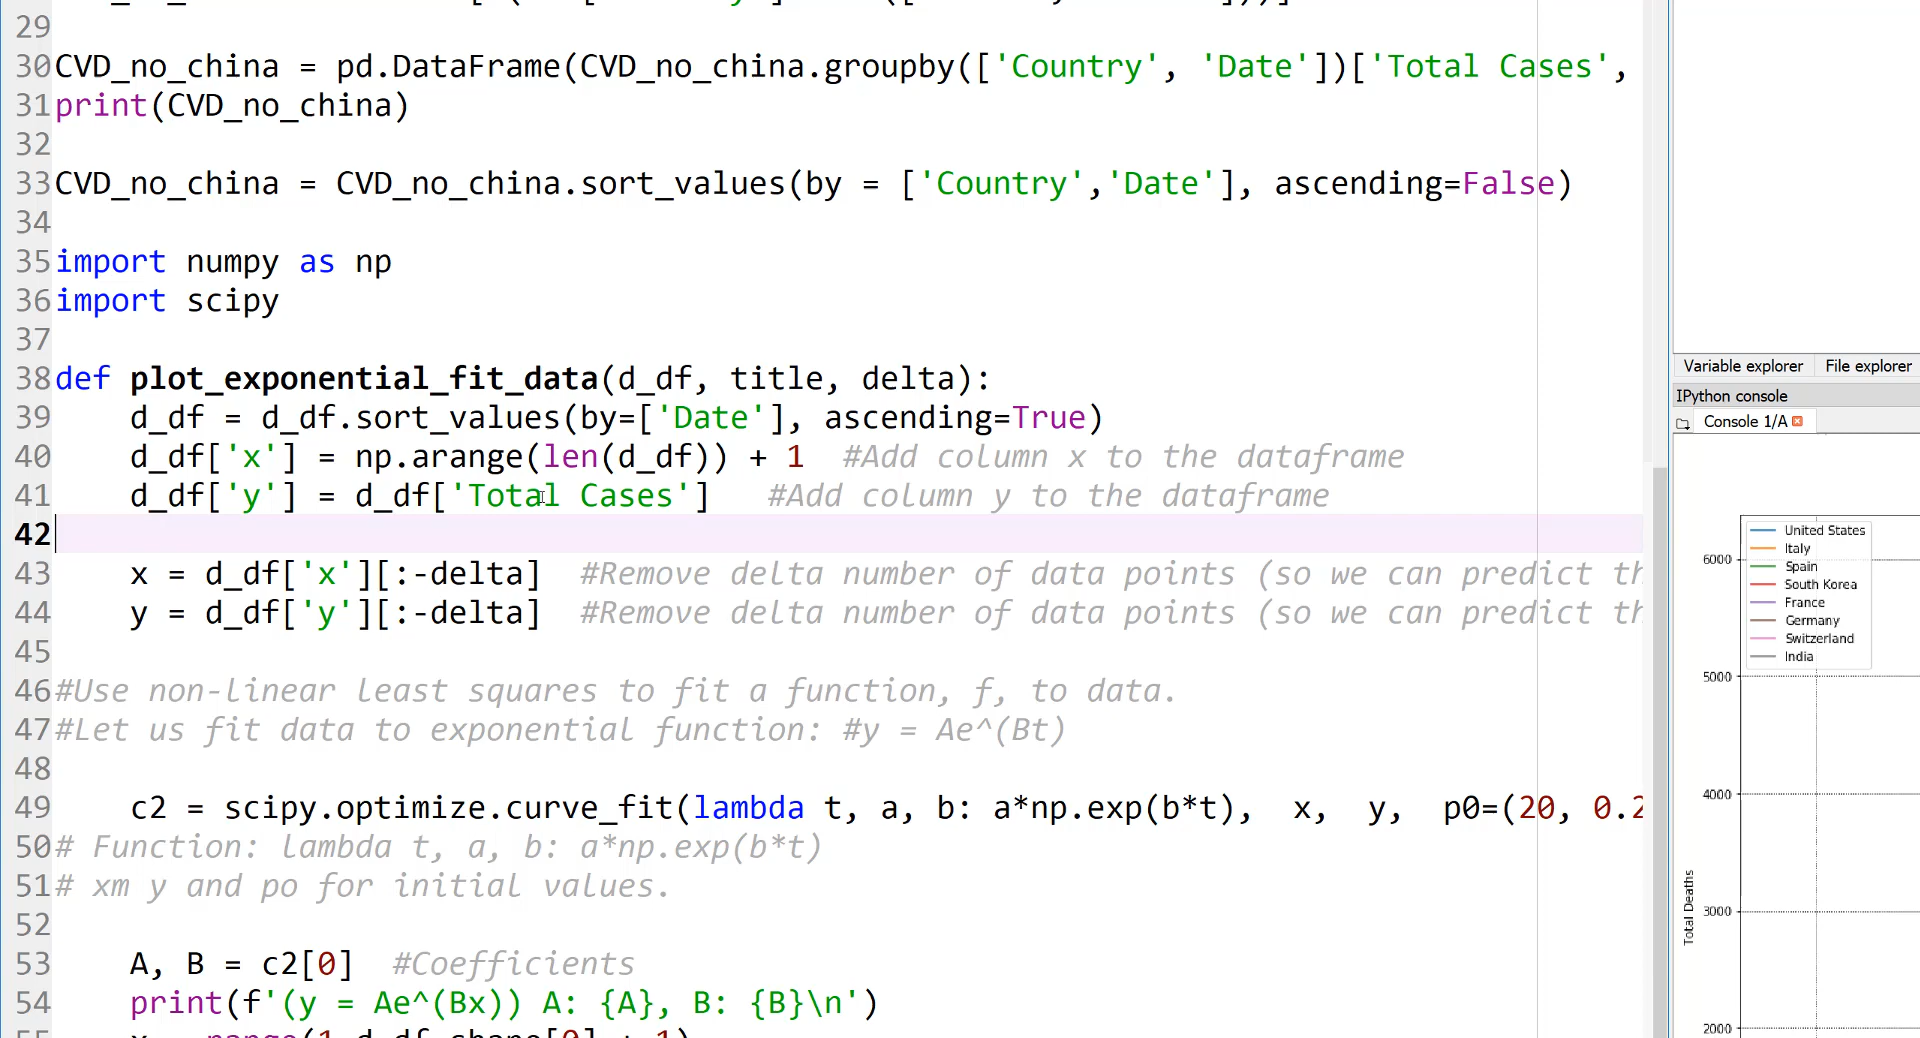 29
30 CVD_no_china = pd.DataFrame(CVD_no_china.groupby(['Country', 'Date'])['Total Cases',
31 print(CVD_no_china)
32
33 CVD_no_china = CVD_no_china.sort_values(by = ['Country','Date'], ascending=False)
34
35 import numpy as np
36 import scipy
37
38 def plot_exponential_fit_data(d_df, title, delta):
39     d_df = d_df.sort_values(by=['Date'], ascending=True)
40     d_df['x'] = np.arange(len(d_df)) + 1  #Add column x to the dataframe
41     d_df['y'] = d_df['Total Cases']   #Add column y to the dataframe
42
43     x = d_df['x'][:-delta]  #Remove delta number of data points (so we can predict th
44     y = d_df['y'][:-delta]  #Remove delta number of data points (so we can predict th
45
46 #Use non-linear least squares to fit a function, f, to data.
47 #Let us fit data to exponential function: #y = Ae^(Bt)
48
49     c2 = scipy.optimize.curve_fit(lambda t, a, b: a*np.exp(b*t),  x,  y,  p0=(20, 0.2
50 # Function: lambda t, a, b: a*np.exp(b*t)
51 # xm y and po for initial values.
52
53     A, B = c2[0]  #Coefficients
54     print(f'(y = Ae^(Bx)) A: {A}, B: {B}\n')
55     x = range(1,d_df.shape[0] + 1)
Variable explorer File explorer
IPython console
Console 1/A
United States
Italy
Spain
South Korea
France
Germany
Switzerland
India
6000
5000
4000
3000
2000
Total Deaths